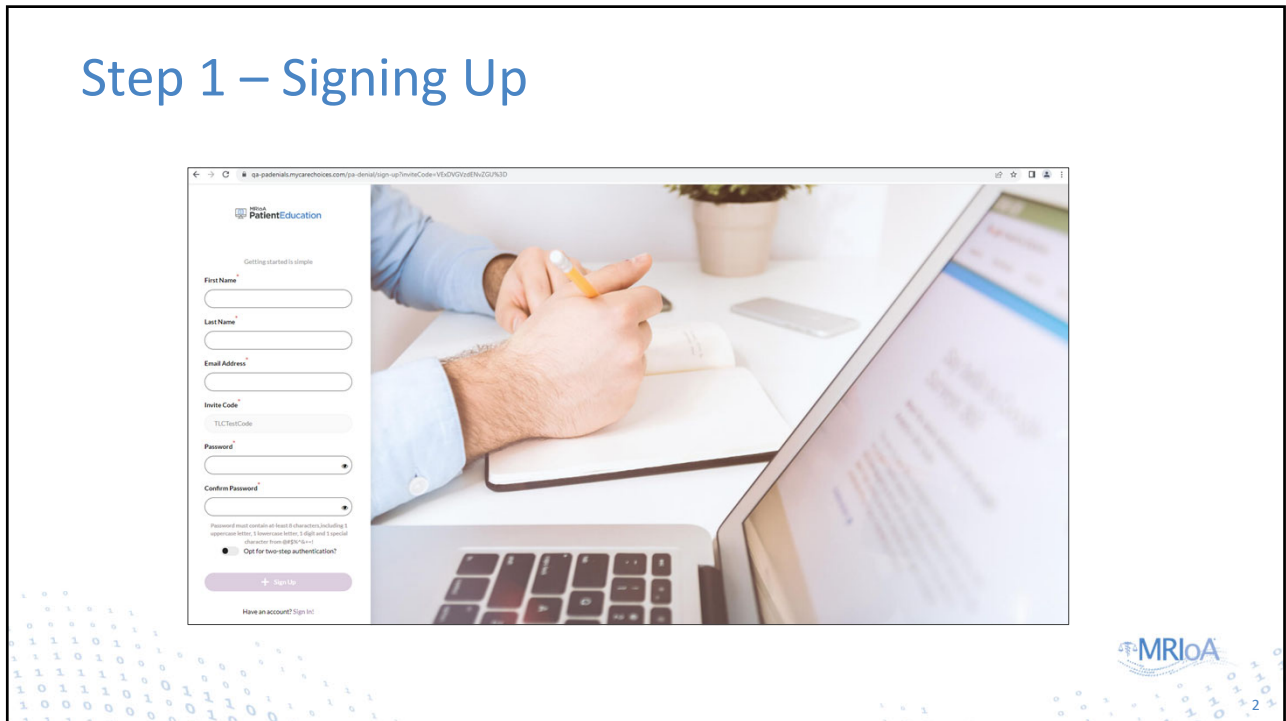 Step 1 – Signing Up
qa-padenials.mycarechoices.com/pa-denial/sign-up?inviteCode=VExDVGVzdENvZGU%3D
MRIoA
PatientEducation
Getting started is simple
First Name*
Last Name*
Email Address*
Invite Code*
TLCTestCode
Password*
Confirm Password*
Password must contain at-least 8 characters,including 1
uppercase letter, 1 lowercase letter, 1 digit and 1 special
Opt for two-step authentication?
+ Sign Up
Have an account? Sign In!
MRIoA
2